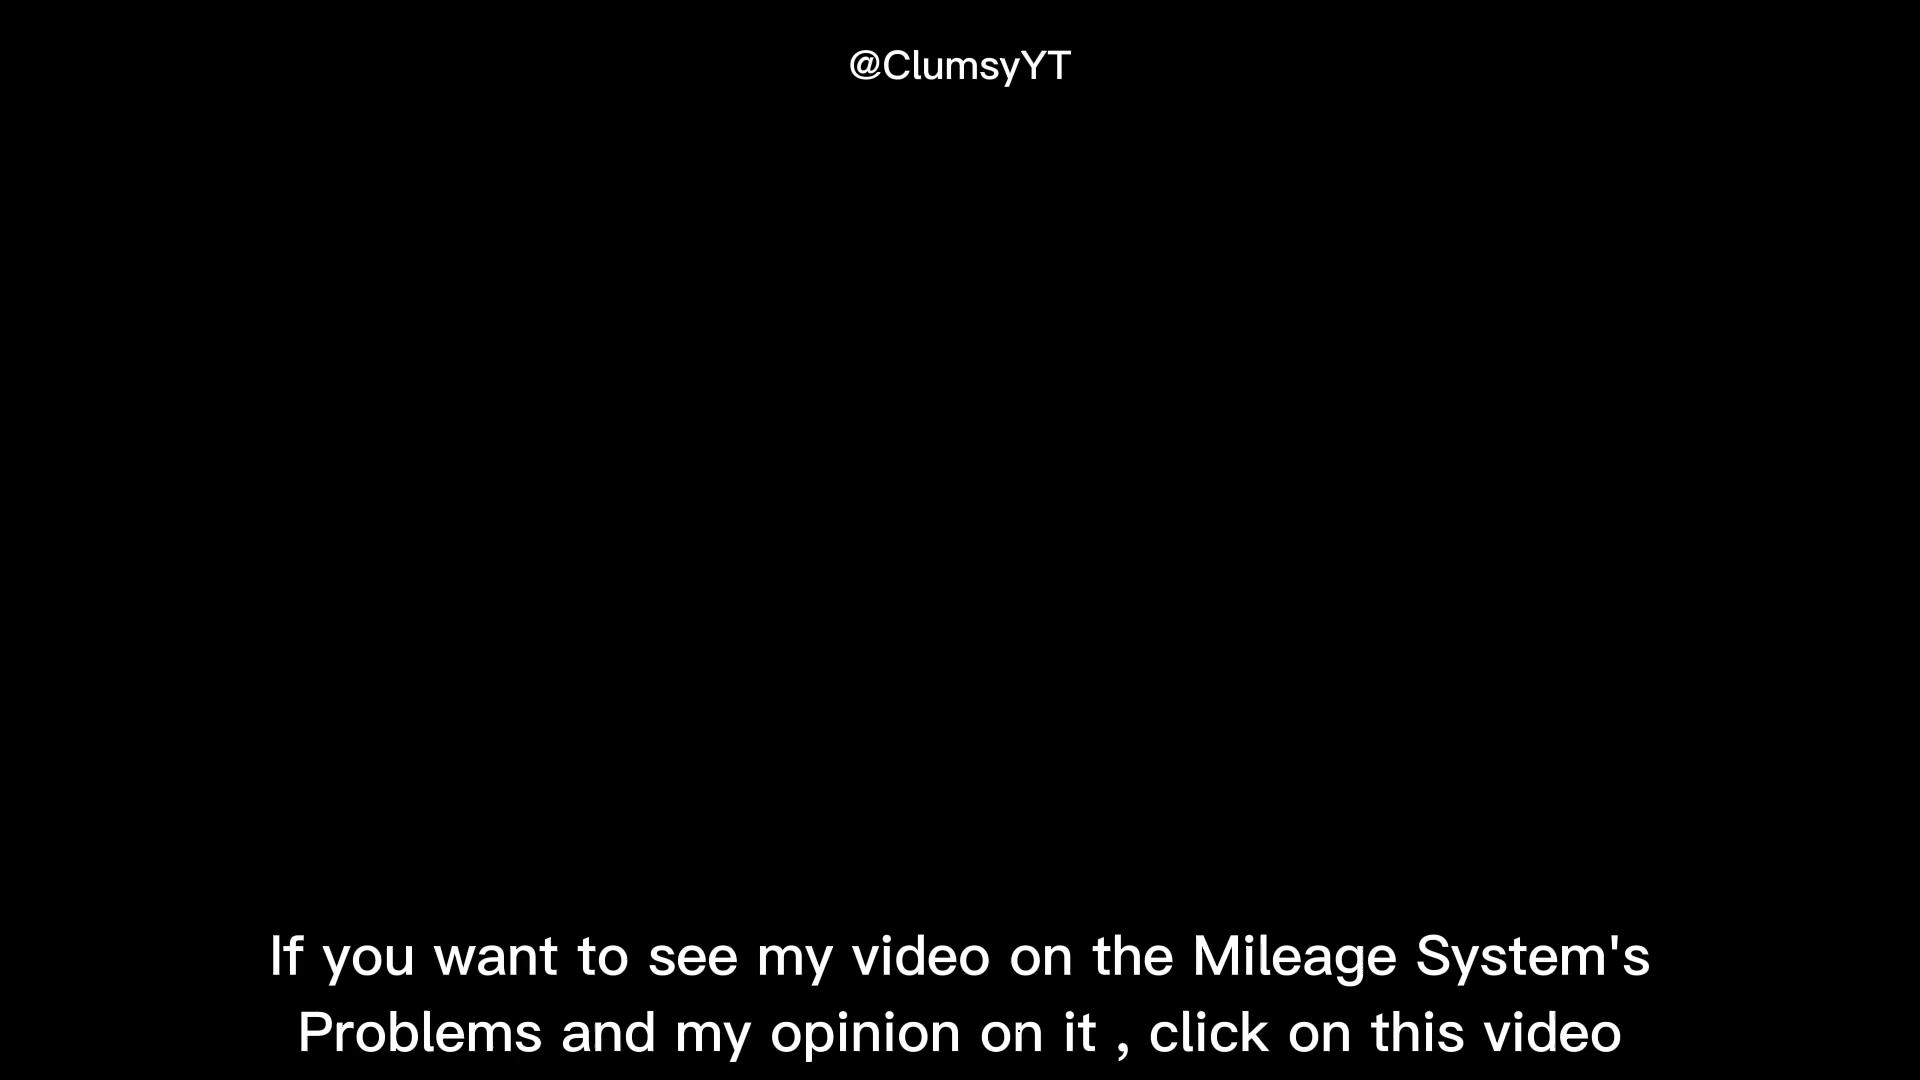 @ClumsyYT
If you want to see my video on the Mileage System's
Problems and my opinion on it , click on this video